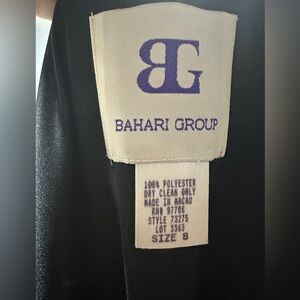 BG
BAHARI GROUP
100% POLYESTER
DRY CLEAN ONLY
MADE IN MACAU
RN# 97786
STYLE 73275
LOT 3363
SIZE 8